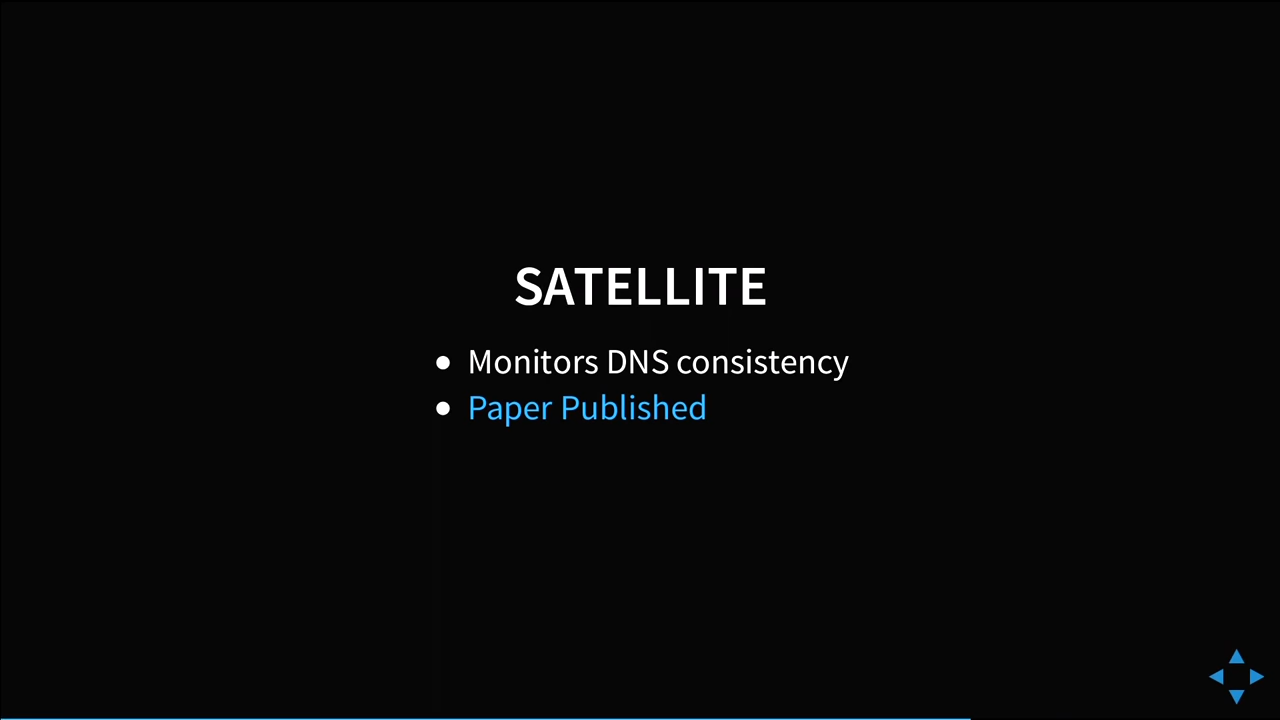 SATELLITE
● Monitors DNS consistency
● Paper Published